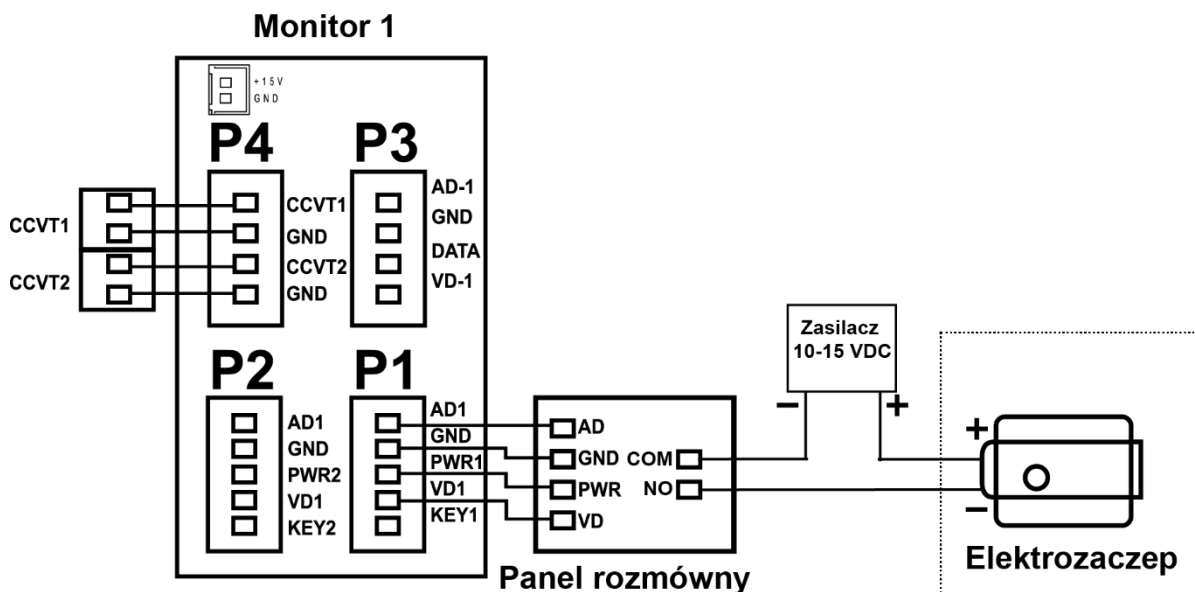 Monitor 1
+15V
GND
P4
P3
CCVT1
CCVT2
CCVT1
GND
CCVT2
GND
AD-1
GND
DATA
VD-1
P2
P1
AD1
GND
PWR2
VD1
KEY2
AD1
GND
PWR1
VD1
KEY1
AD
GND
PWR
VD
COM
NO
Panel rozmówny
Zasilacz
10-15 VDC
− +
+
−
Elektrozaczep